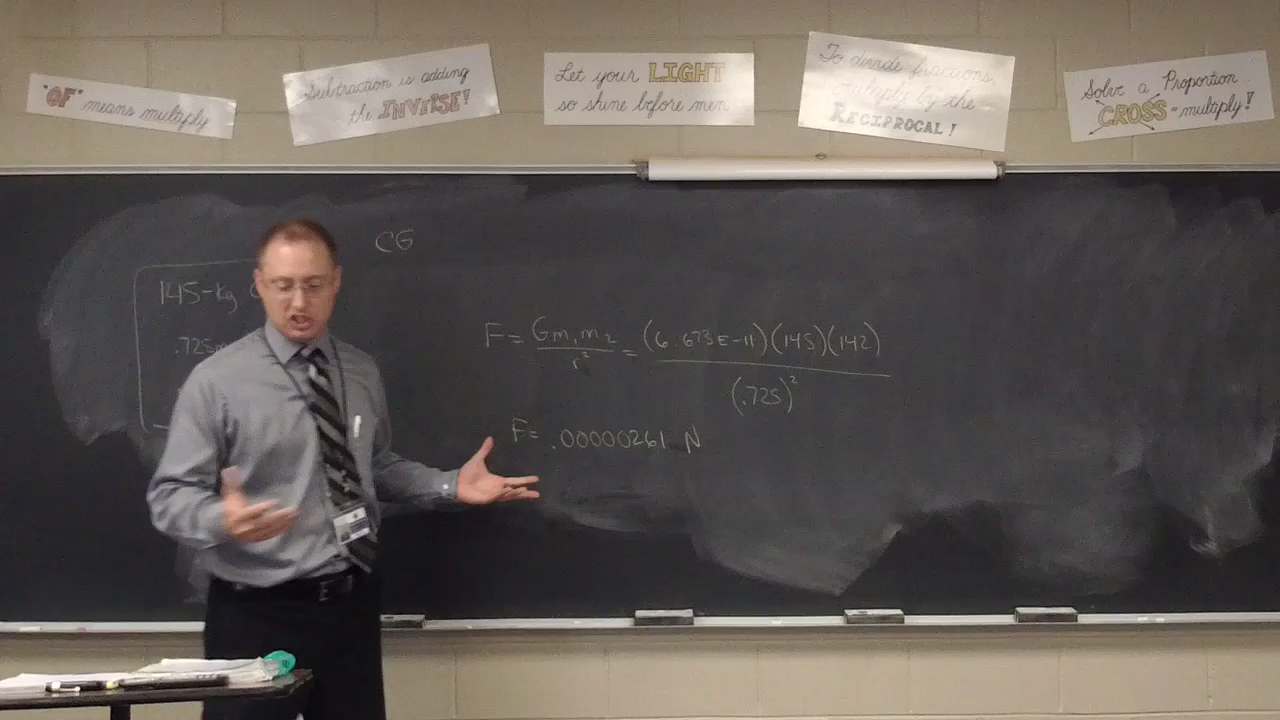 "OF" means multiply
Subtraction is adding
the INVERSE!
Let your LIGHT
so shine before men
To divide fractions,
multiply by the
RECIPROCAL!
Solve a Proportion...
CROSS-multiply!
CG
145-kg
.725m
F = Gm₁m₂/r² = (6.673E-11)(145)(142)/(.725)²
F= .00000261 N